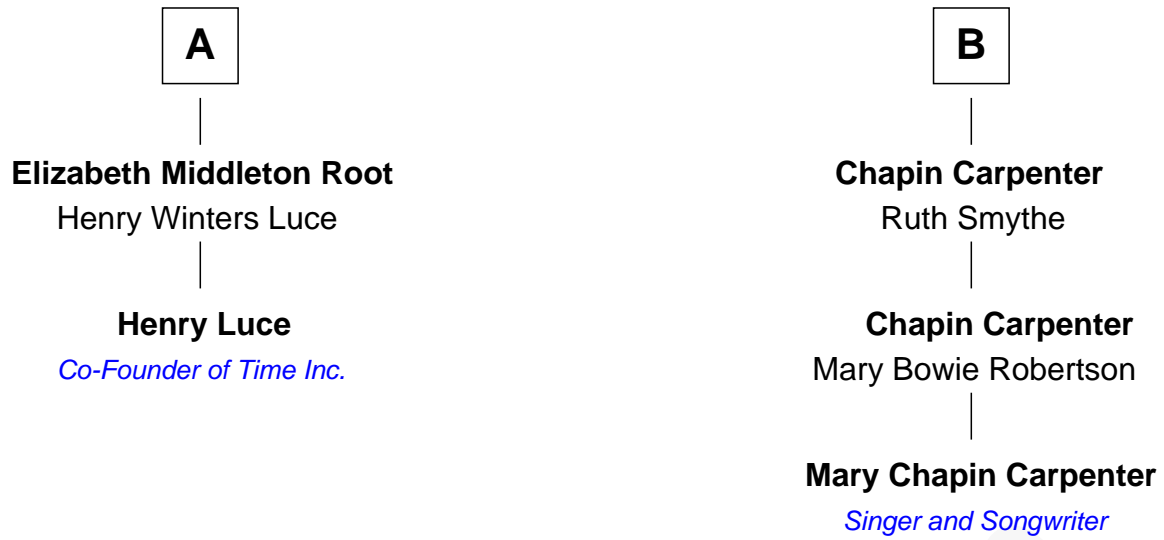 A
Elizabeth Middleton Root
Henry Winters Luce
Henry Luce
Co-Founder of Time Inc.
B
Chapin Carpenter
Ruth Smythe
Chapin Carpenter
Mary Bowie Robertson
Mary Chapin Carpenter
Singer and Songwriter